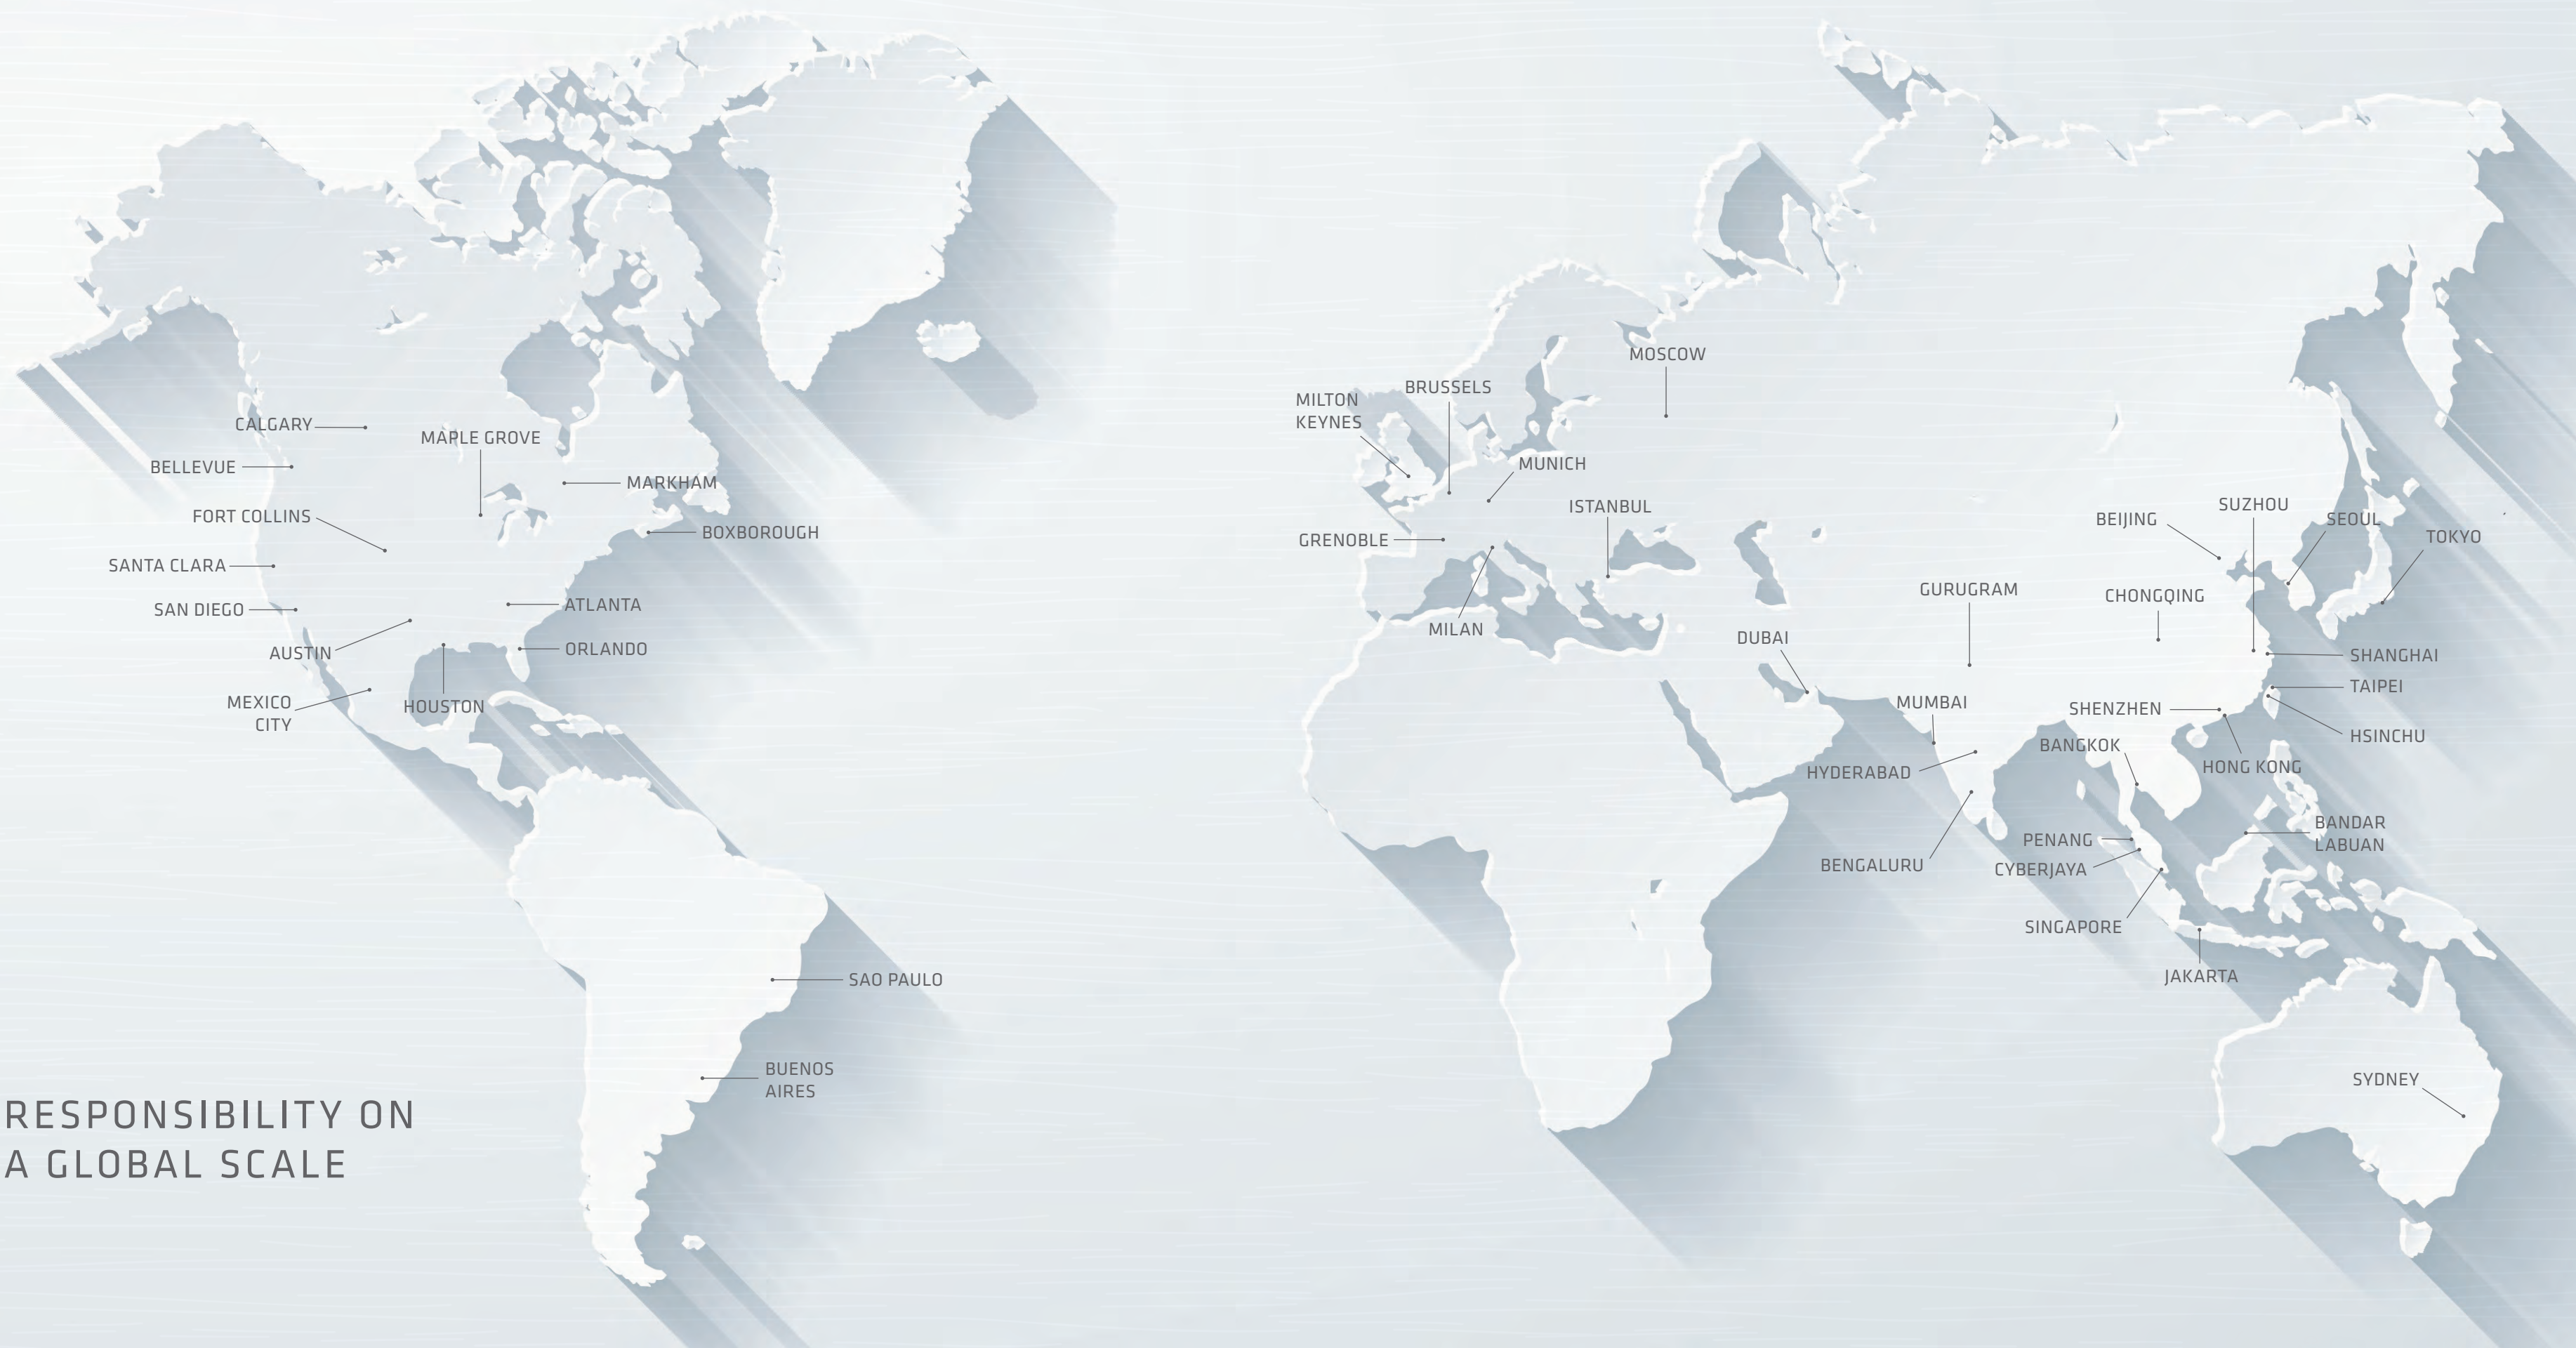 CALGARY
MAPLE GROVE
BELLEVUE
MARKHAM
FORT COLLINS
BOXBOROUGH
SANTA CLARA
SAN DIEGO
ATLANTA
AUSTIN
ORLANDO
MEXICO
CITY
HOUSTON
SAO PAULO
BUENOS
AIRES
RESPONSIBILITY ON
A GLOBAL SCALE
MOSCOW
BRUSSELS
MILTON
KEYNES
MUNICH
ISTANBUL
GRENOBLE
MILAN
DUBAI
GURUGRAM
MUMBAI
HYDERABAD
BENGALURU
BEIJING
SUZHOU
SEOUL
TOKYO
CHONGQING
SHANGHAI
TAIPEI
SHENZHEN
HSINCHU
BANGKOK
HONG KONG
BANDAR
LABUAN
PENANG
CYBERJAYA
SINGAPORE
JAKARTA
SYDNEY